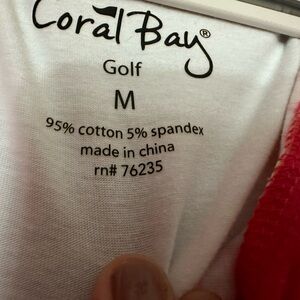 Coral Bay®
Golf
M
95% cotton 5% spandex
made in china
rn# 76235